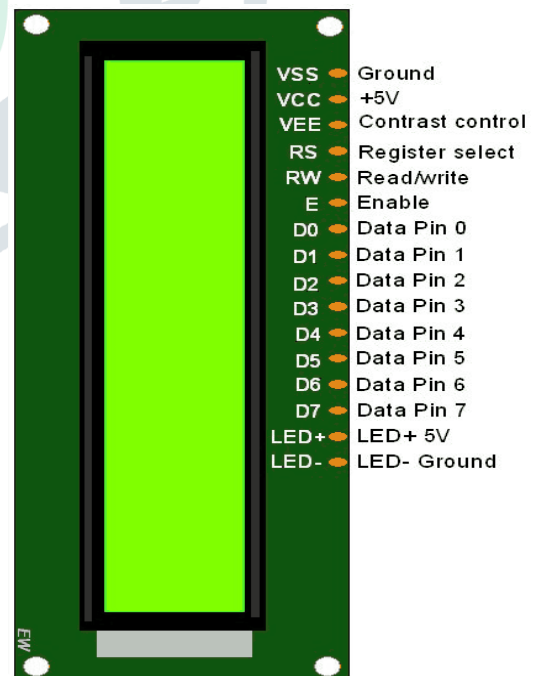 VSS Ground
VCC +5V
VEE Contrast control
RS Register select
RW Read/write
E Enable
D0 Data Pin 0
D1 Data Pin 1
D2 Data Pin 2
D3 Data Pin 3
D4 Data Pin 4
D5 Data Pin 5
D6 Data Pin 6
D7 Data Pin 7
LED+ LED+ 5V
LED- LED- Ground
EW